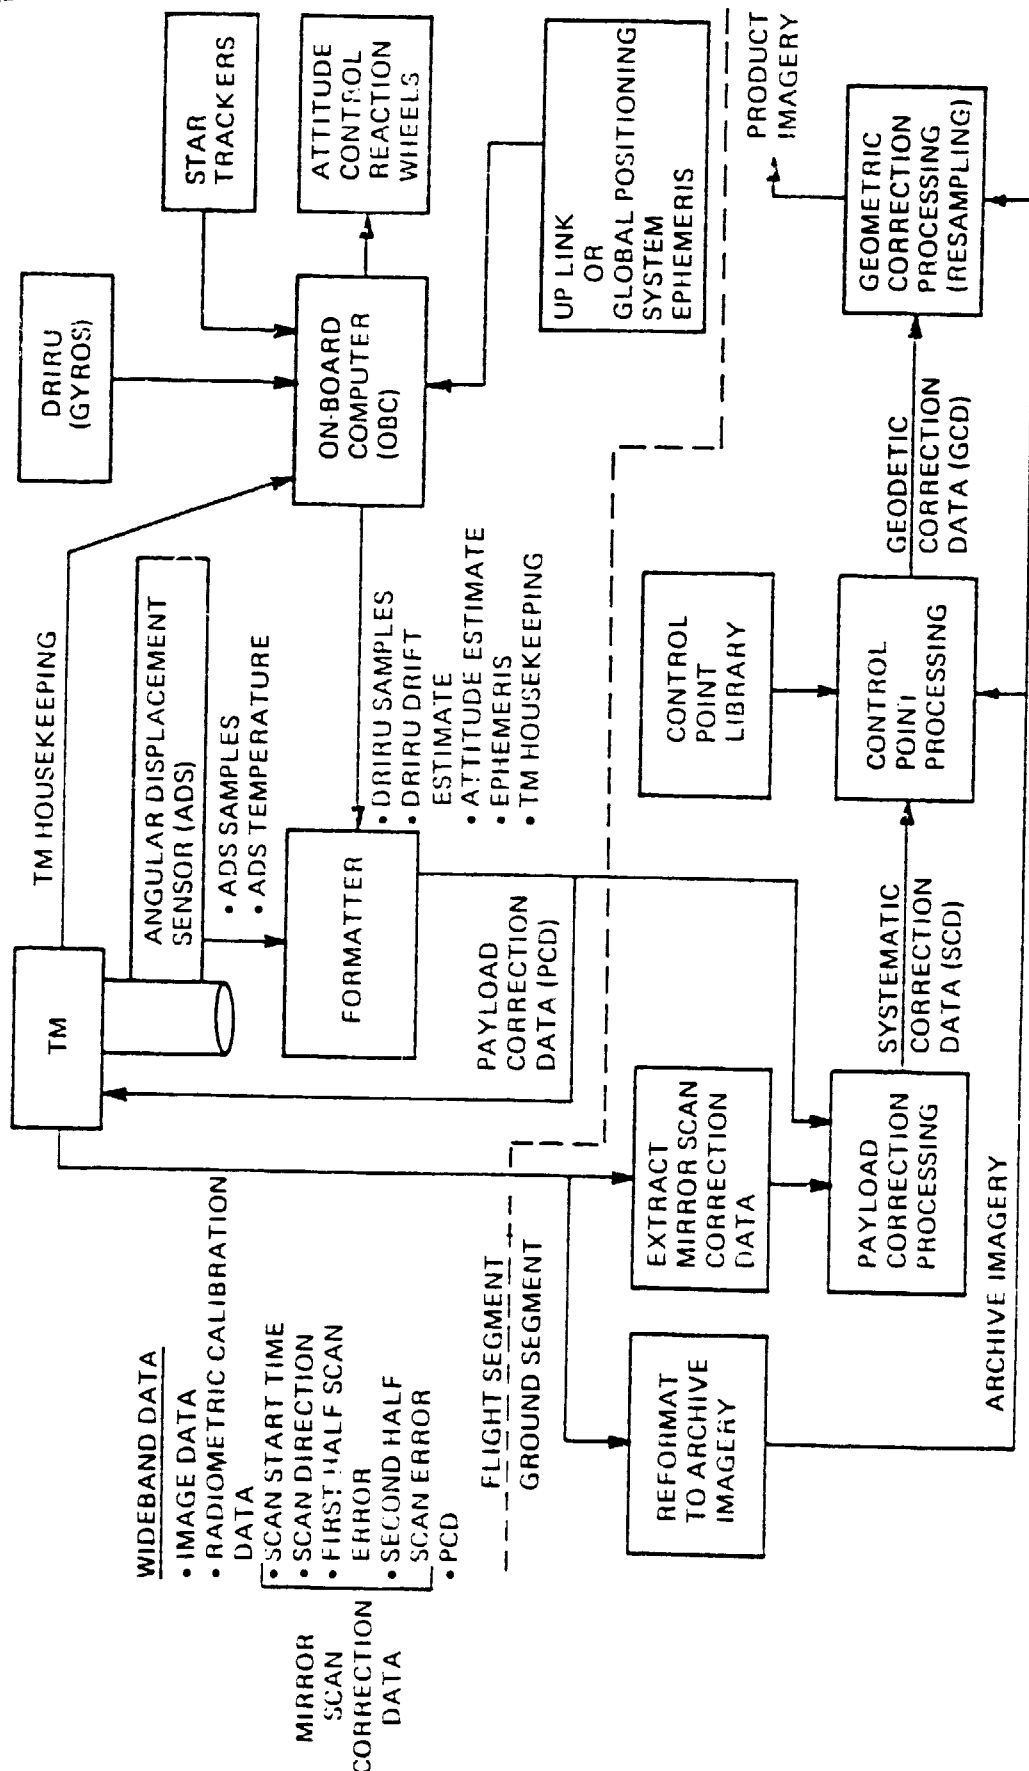 WIDEBAND DATA
• IMAGE DATA
• RADIOMETRIC CALIBRATION
DATA
• SCAN START TIME
• SCAN DIRECTION
• FIRST HALF SCAN
ERROR
• SECOND HALF
SCAN ERROR
• PCD
MIRROR
SCAN
CORRECTION
DATA
TM
TM HOUSEKEEPING
ANGULAR DISPLACEMENT
SENSOR (ADS)
• ADS SAMPLES
• ADS TEMPERATURE
FORMATTER
DRIRU
(GYROS)
STAR
TRACKERS
ATTITUDE
CONTROL
REACTION
WHEELS
ON-BOARD
COMPUTER
(OBC)
• DRIRU SAMPLES
• DRIRU DRIFT
ESTIMATE
• ATTITUDE ESTIMATE
• EPHEMERIS
• TM HOUSEKEEPING
UP LINK
OR
GLOBAL POSITIONING
SYSTEM
EPHEMERIS
PAYLOAD
CORRECTION
DATA (PCD)
FLIGHT SEGMENT
GROUND SEGMENT
REFORMAT
TO ARCHIVE
IMAGERY
EXTRACT
MIRROR SCAN
CORRECTION
DATA
PAYLOAD
CORRECTION
PROCESSING
SYSTEMATIC
CORRECTION
DATA (SCD)
CONTROL
POINT
LIBRARY
CONTROL
POINT
PROCESSING
GEODETIC
CORRECTION
DATA (GCD)
GEOMETRIC
CORRECTION
PROCESSING
(RESAMPLING)
PRODUCT
IMAGERY
ARCHIVE IMAGERY